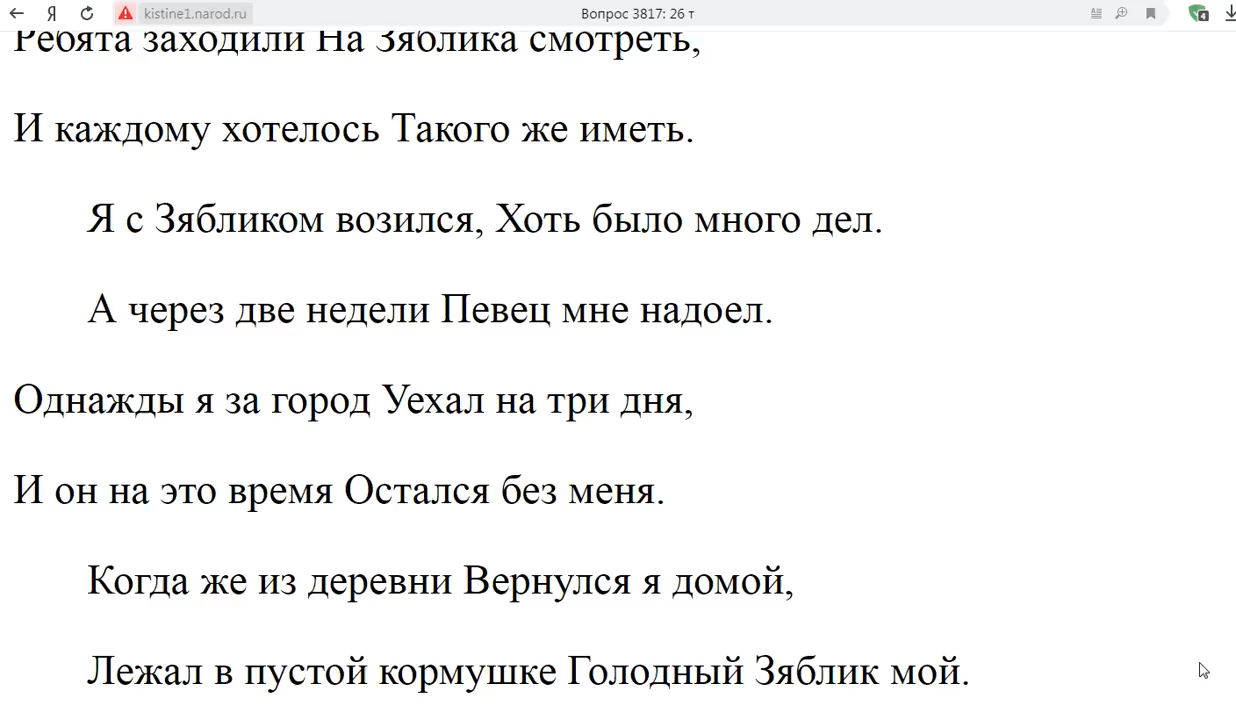 kistine1.narod.ru Вопрос 3817: 26 т 4
Ребята заходили На Зяблика смотреть,
И каждому хотелось Такого же иметь.
Я с Зябликом возился, Хоть было много дел.
А через две недели Певец мне надоел.
Однажды я за город Уехал на три дня,
И он на это время Остался без меня.
Когда же из деревни Вернулся я домой,
Лежал в пустой кормушке Голодный Зяблик мой.